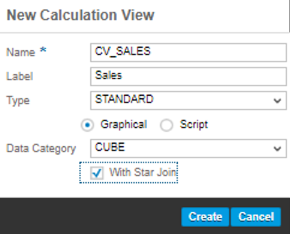 New Calculation View
Name * CV_SALES
Label Sales
Type STANDARD
Graphical Script
Data Category CUBE
With Star Join
Create Cancel